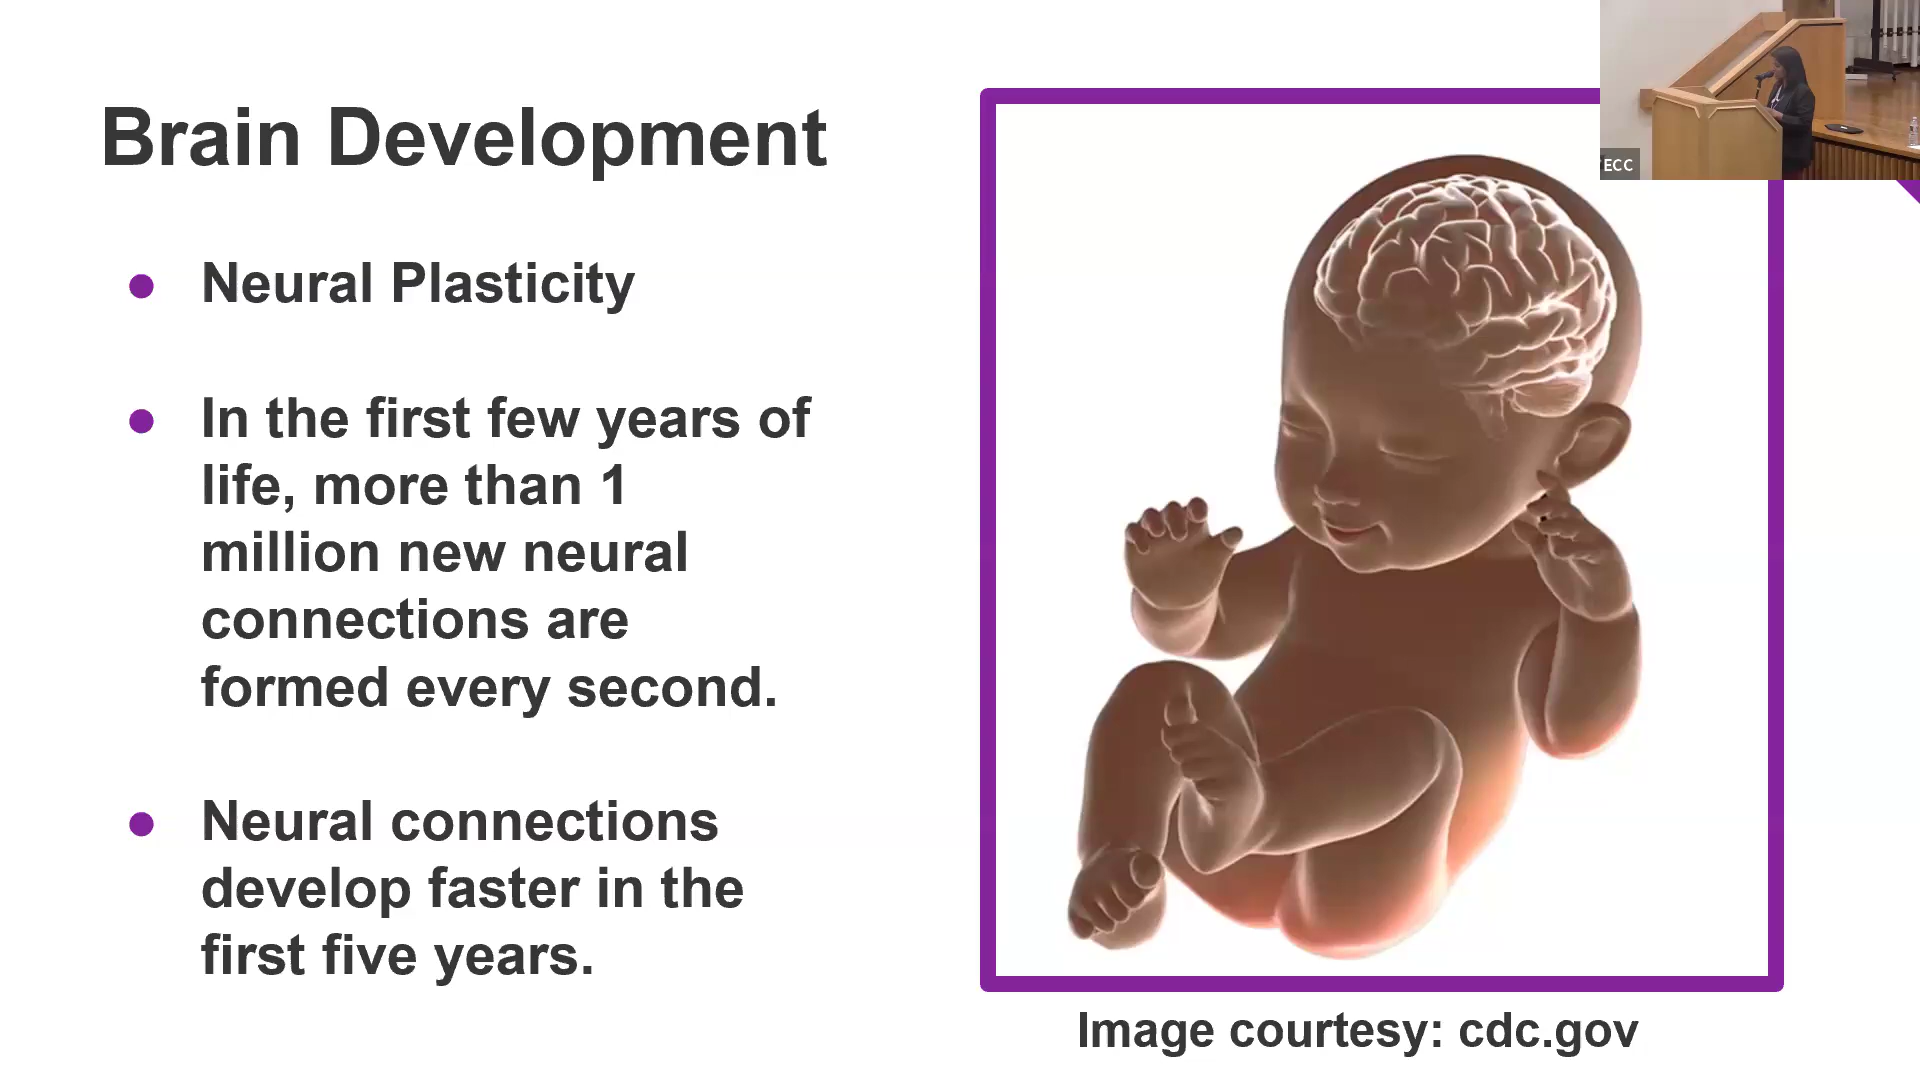 Brain Development
● Neural Plasticity
● In the first few years of
life, more than 1
million new neural
connections are
formed every second.
● Neural connections
develop faster in the
first five years.
ECC
Image courtesy: cdc.gov